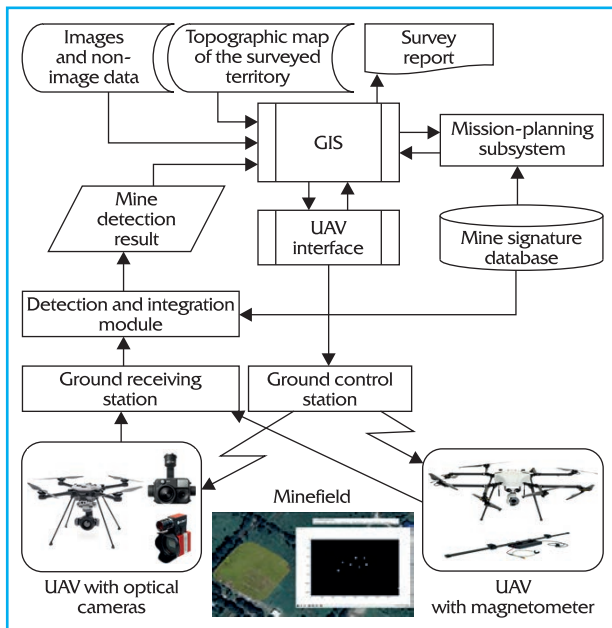 Images
and non-
image data
Topographic map
of the surveyed
territory
Survey
report
GIS
Mission-planning
subsystem
Mine
detection
result
UAV
interface
Mine signature
database
Detection and integration
module
Ground receiving
station
Ground control
station
Minefield
UAV with optical
cameras
UAV
with magnetometer